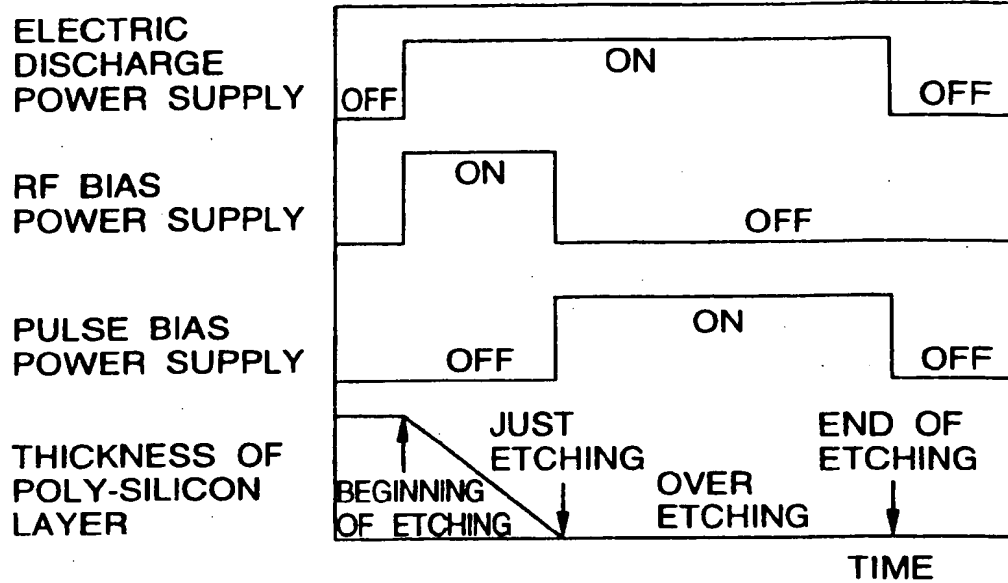 ELECTRIC
DISCHARGE
POWER SUPPLY
OFF
ON
OFF
RF BIAS
POWER SUPPLY
ON
OFF
PULSE BIAS
POWER SUPPLY
OFF
ON
OFF
THICKNESS OF
POLY-SILICON
LAYER
BEGINNING
OF ETCHING
JUST
ETCHING
OVER
ETCHING
END OF
ETCHING
TIME